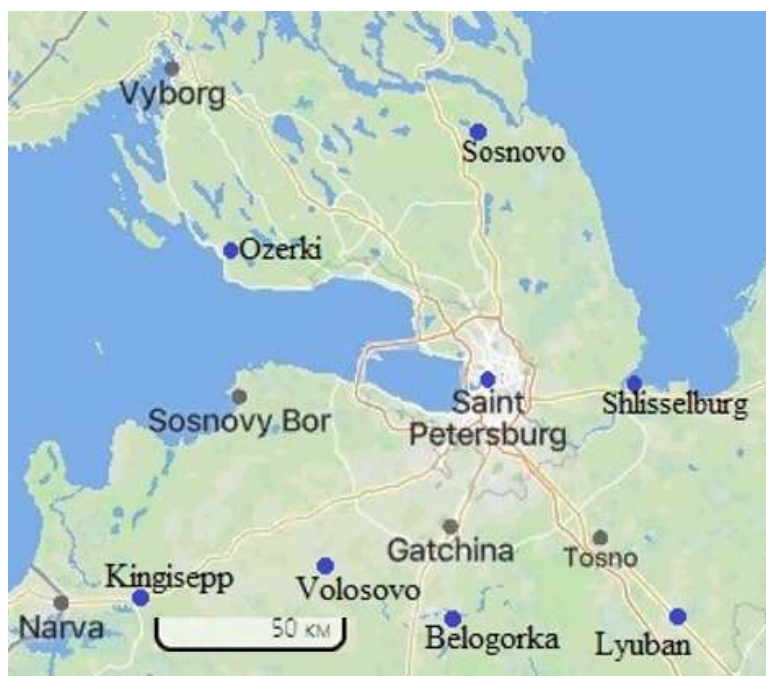 Vyborg
Sosnovo
Ozerki
Saint
Petersburg
Shlisselburg
Sosnovy Bor
Gatchina
Tosno
Kingisepp
Volosovo
Narva
50 км
Belogorka
Lyuban